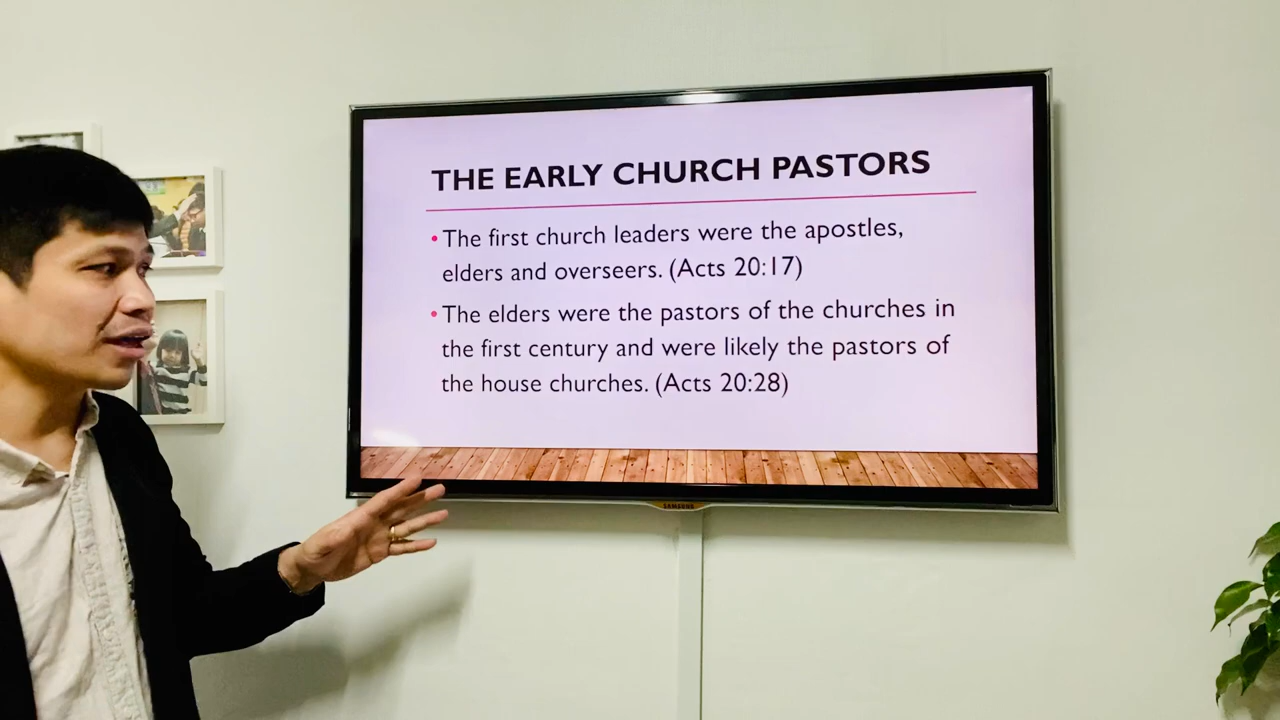 THE EARLY CHURCH PASTORS
• The first church leaders were the apostles,
elders and overseers. (Acts 20:17)
• The elders were the pastors of the churches in
the first century and were likely the pastors of
the house churches. (Acts 20:28)
SAMSUNG